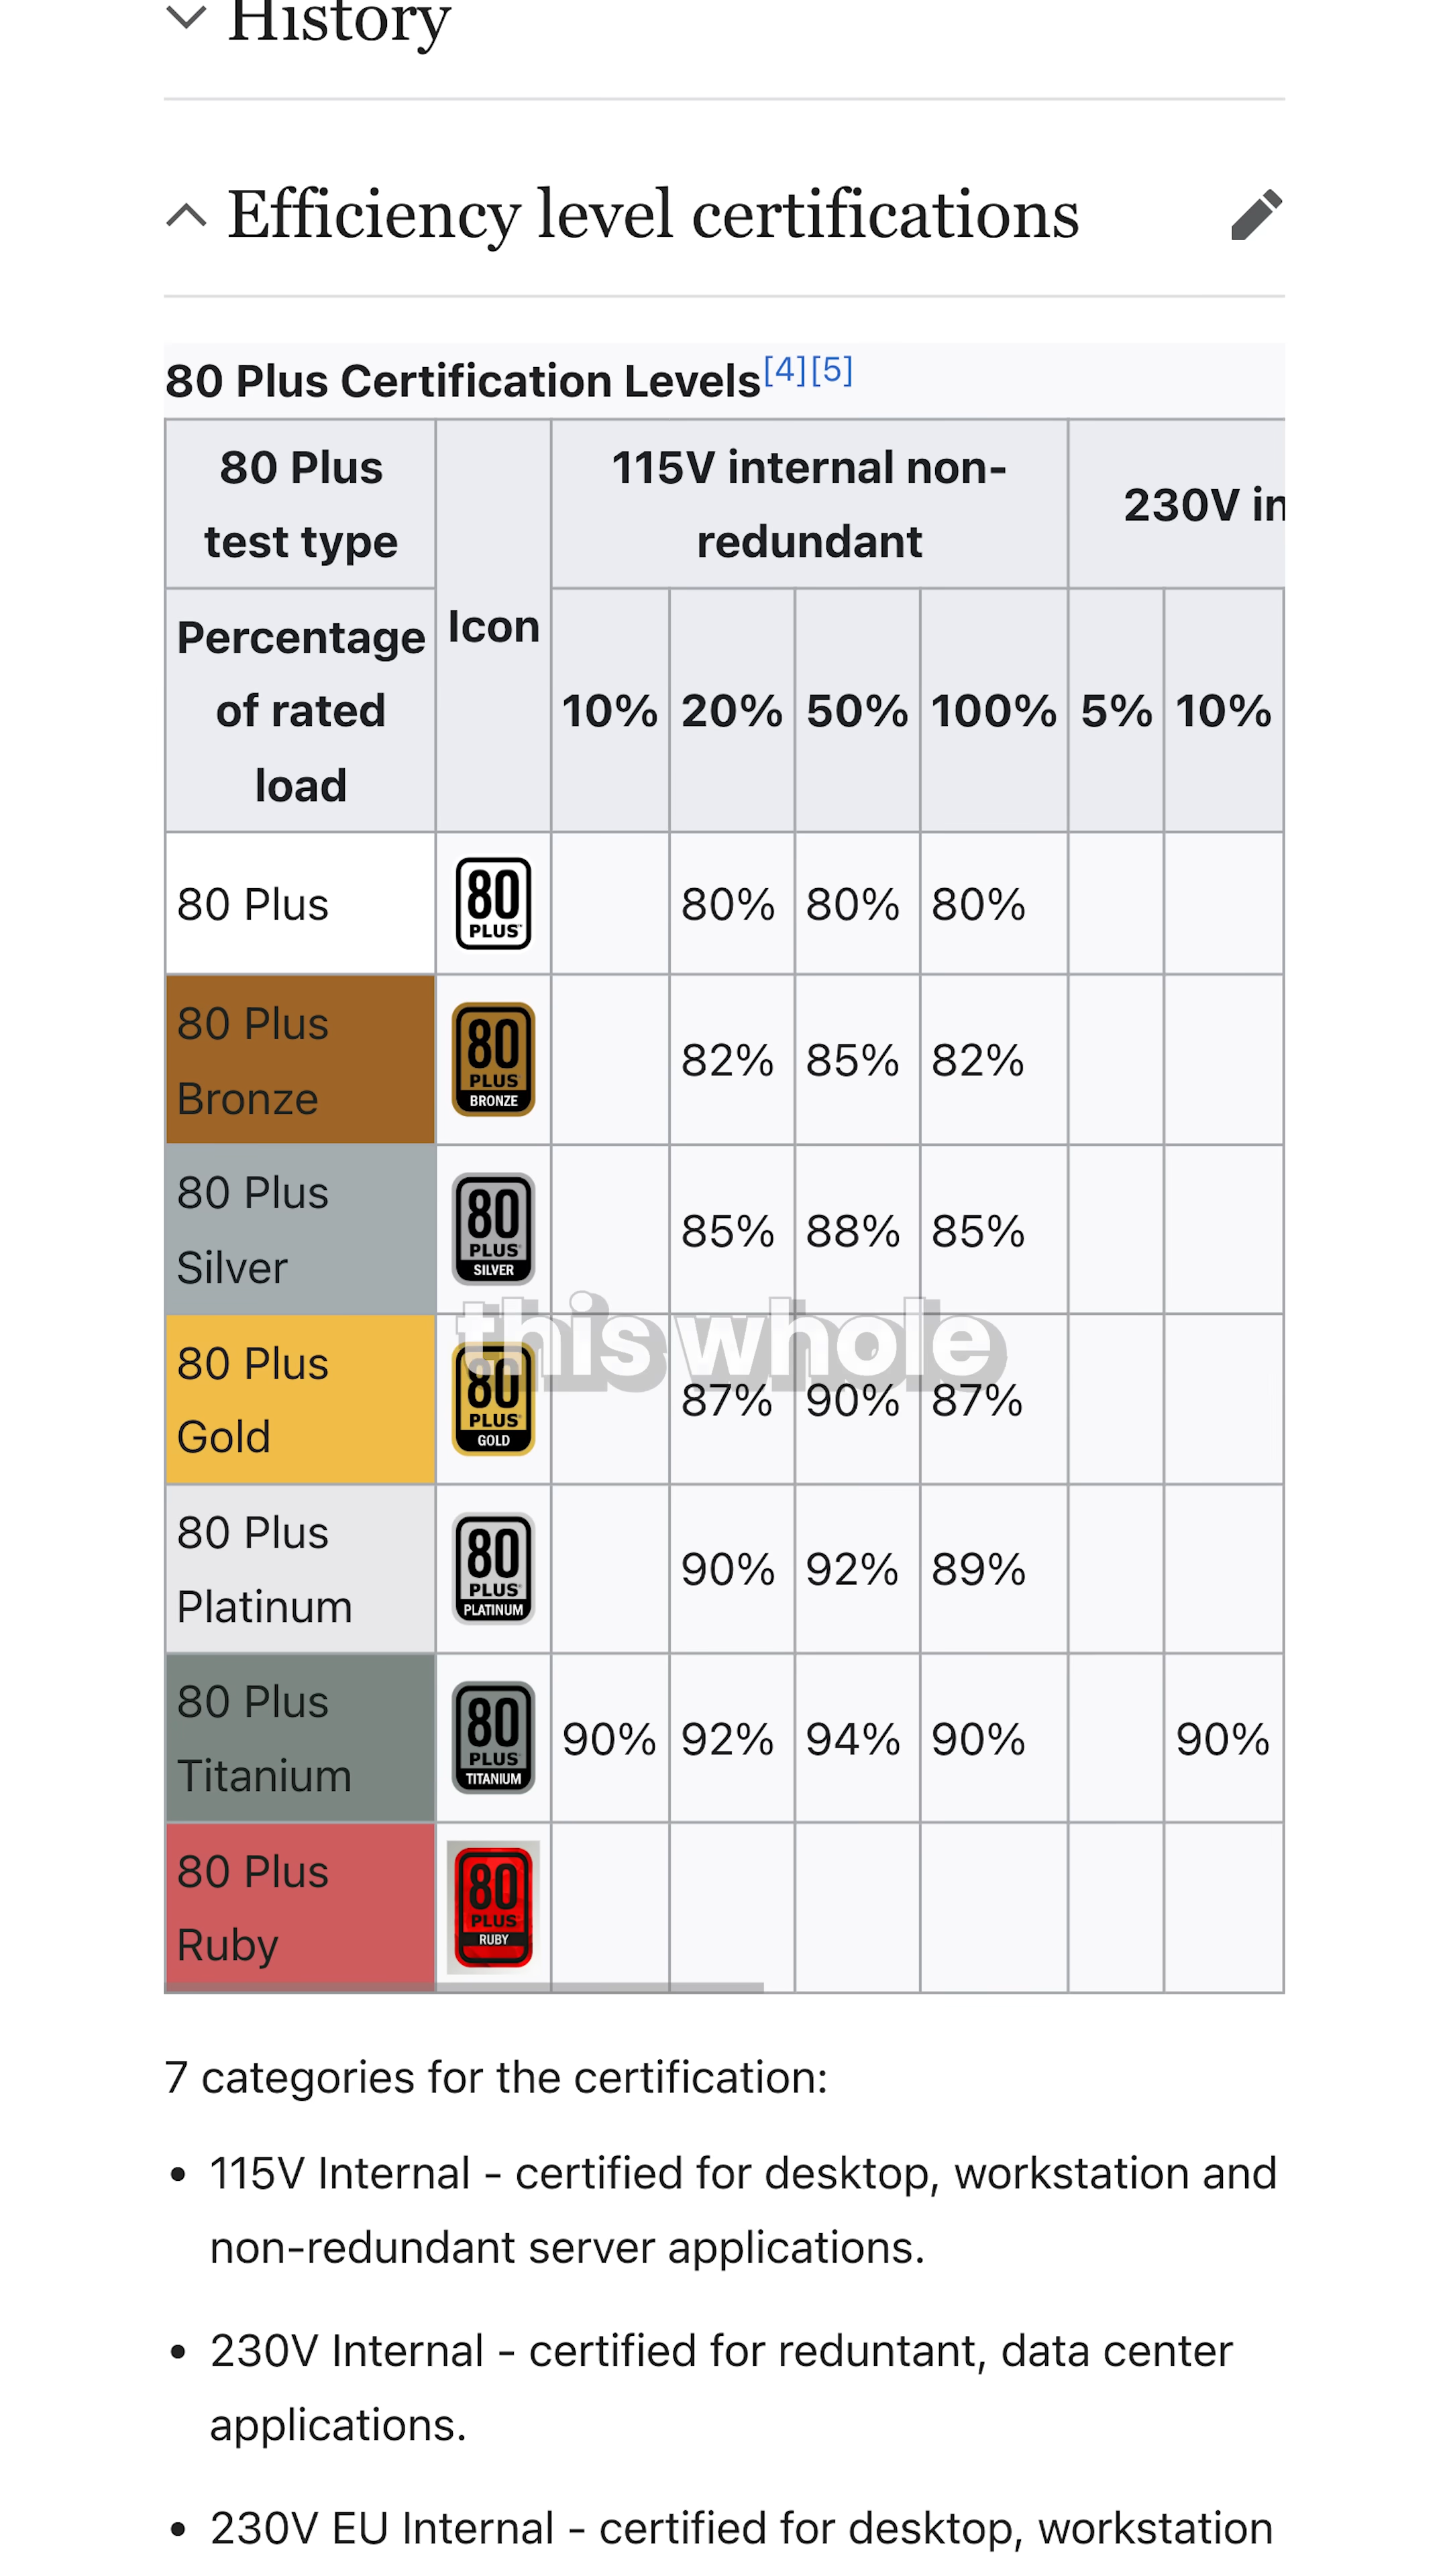 History
Efficiency level certifications
80 Plus Certification Levels[4][5]
80 Plus
test type
Icon
115V internal non-
redundant
230V in
Percentage
of rated
load
10% 20% 50% 100% 5% 10%
80 Plus
80 PLUS
80% 80% 80%
80 Plus
Bronze
80 PLUS BRONZE
82% 85% 82%
80 Plus
Silver
80 PLUS SILVER
85% 88% 85%
this whole
80 Plus
Gold
80 PLUS GOLD
87% 90% 87%
80 Plus
Platinum
80 PLUS PLATINUM
90% 92% 89%
80 Plus
Titanium
80 PLUS TITANIUM
90% 92% 94% 90% 90%
80 Plus
Ruby
80 PLUS RUBY
7 categories for the certification:
• 115V Internal - certified for desktop, workstation and
non-redundant server applications.
• 230V Internal - certified for reduntant, data center
applications.
• 230V EU Internal - certified for desktop, workstation